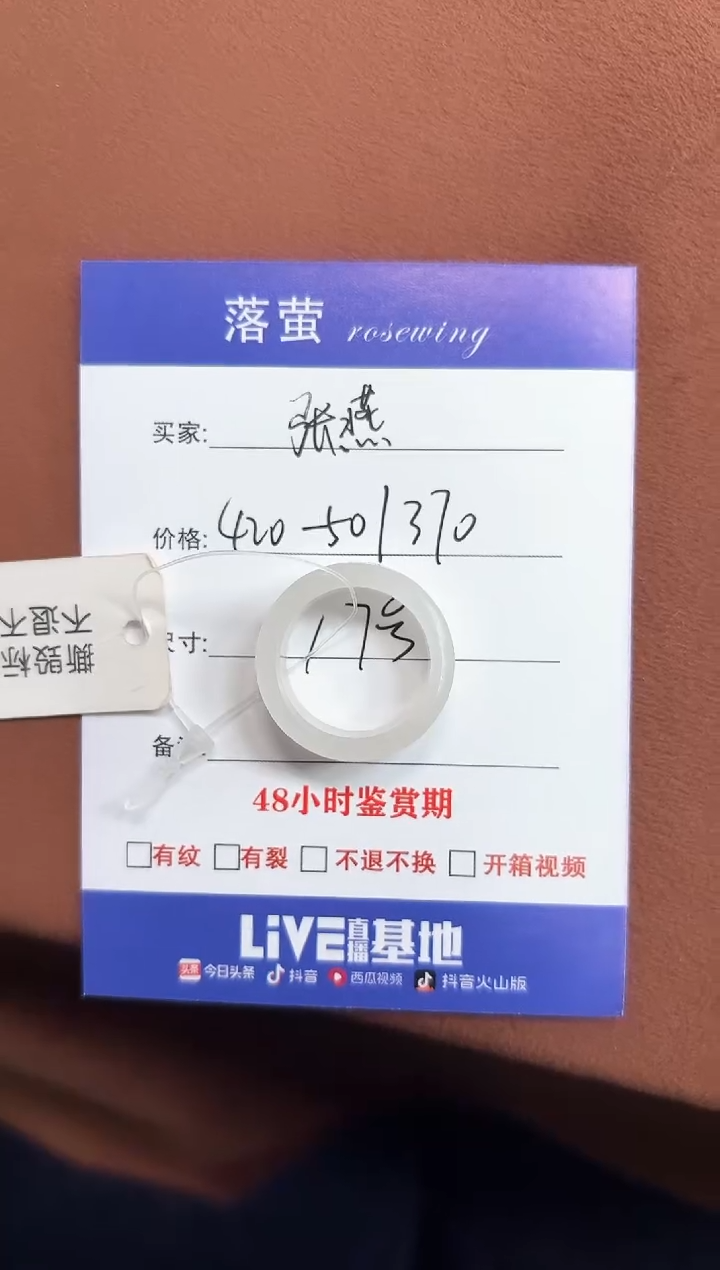 落萤 rosewing
买家: 张燕
价格: 420-50/370
尺寸: 17号
备
48小时鉴赏期
□有纹 □有裂 □不退不换 □开箱视频
LiVE直播基地
头条 今日头条 抖音 西瓜视频 抖音火山版
撕毁标
不退不